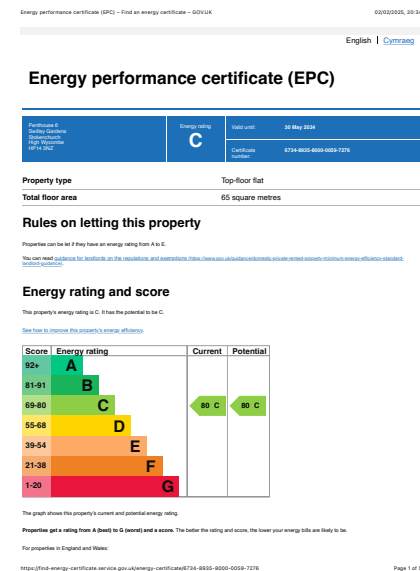 Energy performance certificate (EPC) – Find an energy certificate – GOV.UK 02/02/2025, 20:34
English | Cymraeg
Energy performance certificate (EPC)
Penthouse 6
Swilley Gardens
Stokenchurch
High Wycombe
HP14 3NZ
Energy rating
C
Valid until: 30 May 2034
Certificate number: 6734-8935-8000-0059-7276
Property type Top-floor flat
Total floor area 65 square metres
Rules on letting this property
Properties can be let if they have an energy rating from A to E.
You can read guidance for landlords on the regulations and exemptions (https://www.gov.uk/guidance/domestic-private-rented-property-minimum-energy-efficiency-standard-
landlord-guidance).
Energy rating and score
This property's energy rating is C. It has the potential to be C.
See how to improve this property's energy efficiency.
Score Energy rating Current Potential
92+ A
81-91 B
69-80 C 80 C 80 C
55-68 D
39-54 E
21-38 F
1-20 G
The graph shows this property's current and potential energy rating.
Properties get a rating from A (best) to G (worst) and a score. The better the rating and score, the lower your energy bills are likely to be.
For properties in England and Wales:
https://find-energy-certificate.service.gov.uk/energy-certificate/6734-8935-8000-0059-7276 Page 1 of